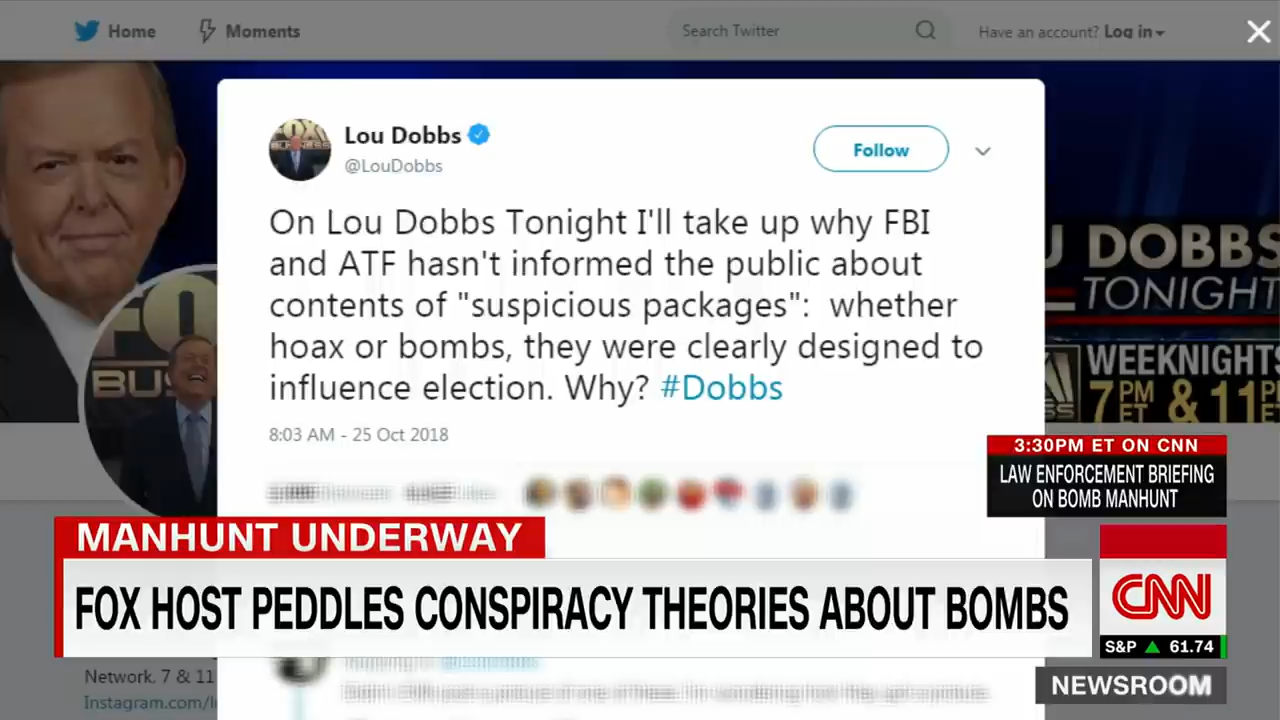 Home
Moments
Search Twitter
Have an account? Log in
Lou Dobbs
@LouDobbs
Follow
On Lou Dobbs Tonight I'll take up why FBI
and ATF hasn't informed the public about
contents of "suspicious packages":  whether
hoax or bombs, they were clearly designed to
influence election. Why? #Dobbs
8:03 AM - 25 Oct 2018
DOBBS
TONIGHT
WEEKNIGHTS
7 PM ET & 11 P
3:30PM ET ON CNN
LAW ENFORCEMENT BRIEFING
ON BOMB MANHUNT
MANHUNT UNDERWAY
FOX HOST PEDDLES CONSPIRACY THEORIES ABOUT BOMBS
CNN
S&P ▲ 61.74
NEWSROOM
Network. 7 & 11
Instagram.com/l